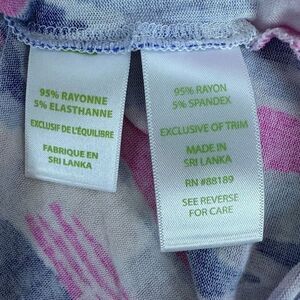 95% RAYONNE
5% ELASTHANNE
EXCLUSIF DE L'ÉQUILIBRE
FABRIQUE EN
SRI LANKA
95% RAYON
5% SPANDEX
EXCLUSIVE OF TRIM
MADE IN
SRI LANKA
RN #88189
SEE REVERSE
FOR CARE